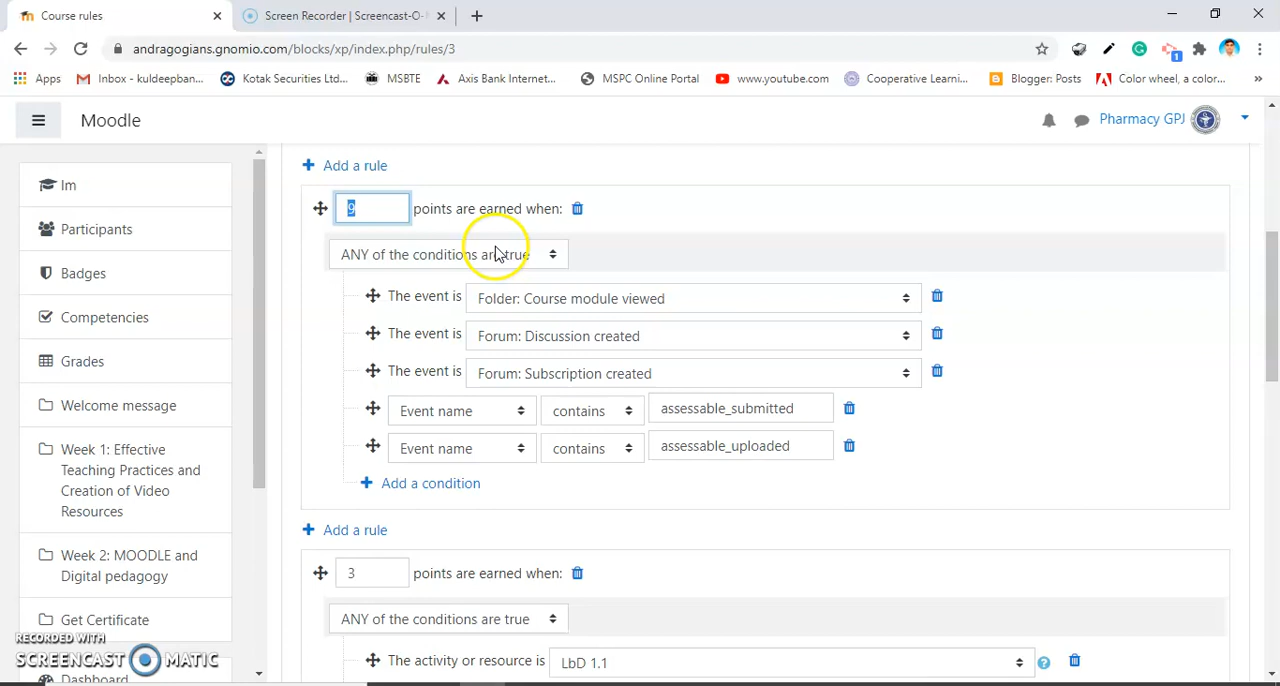 Course rules
Screen Recorder | Screencast-O-
andragogians.gnomio.com/blocks/xp/index.php/rules/3
Apps
Inbox - kuldeepban...
Kotak Securities Ltd...
MSBTE
Axis Bank Internet...
MSPC Online Portal
www.youtube.com
Cooperative Learni...
Blogger: Posts
Color wheel, a color...
»
1
Moodle
Pharmacy GPJ
Im
Participants
Badges
Competencies
Grades
Welcome message
Week 1: Effective
Teaching Practices and
Creation of Video
Resources
Week 2: MOODLE and
Digital pedagogy
Get Certificate
Dashboard
Add a rule
9 points are earned when:
ANY of the conditions are true
The event is Folder: Course module viewed
The event is Forum: Discussion created
The event is Forum: Subscription created
Event name contains assessable_submitted
Event name contains assessable_uploaded
Add a condition
Add a rule
3 points are earned when:
ANY of the conditions are true
The activity or resource is LbD 1.1 ?
RECORDED WITH
SCREENCAST MATIC